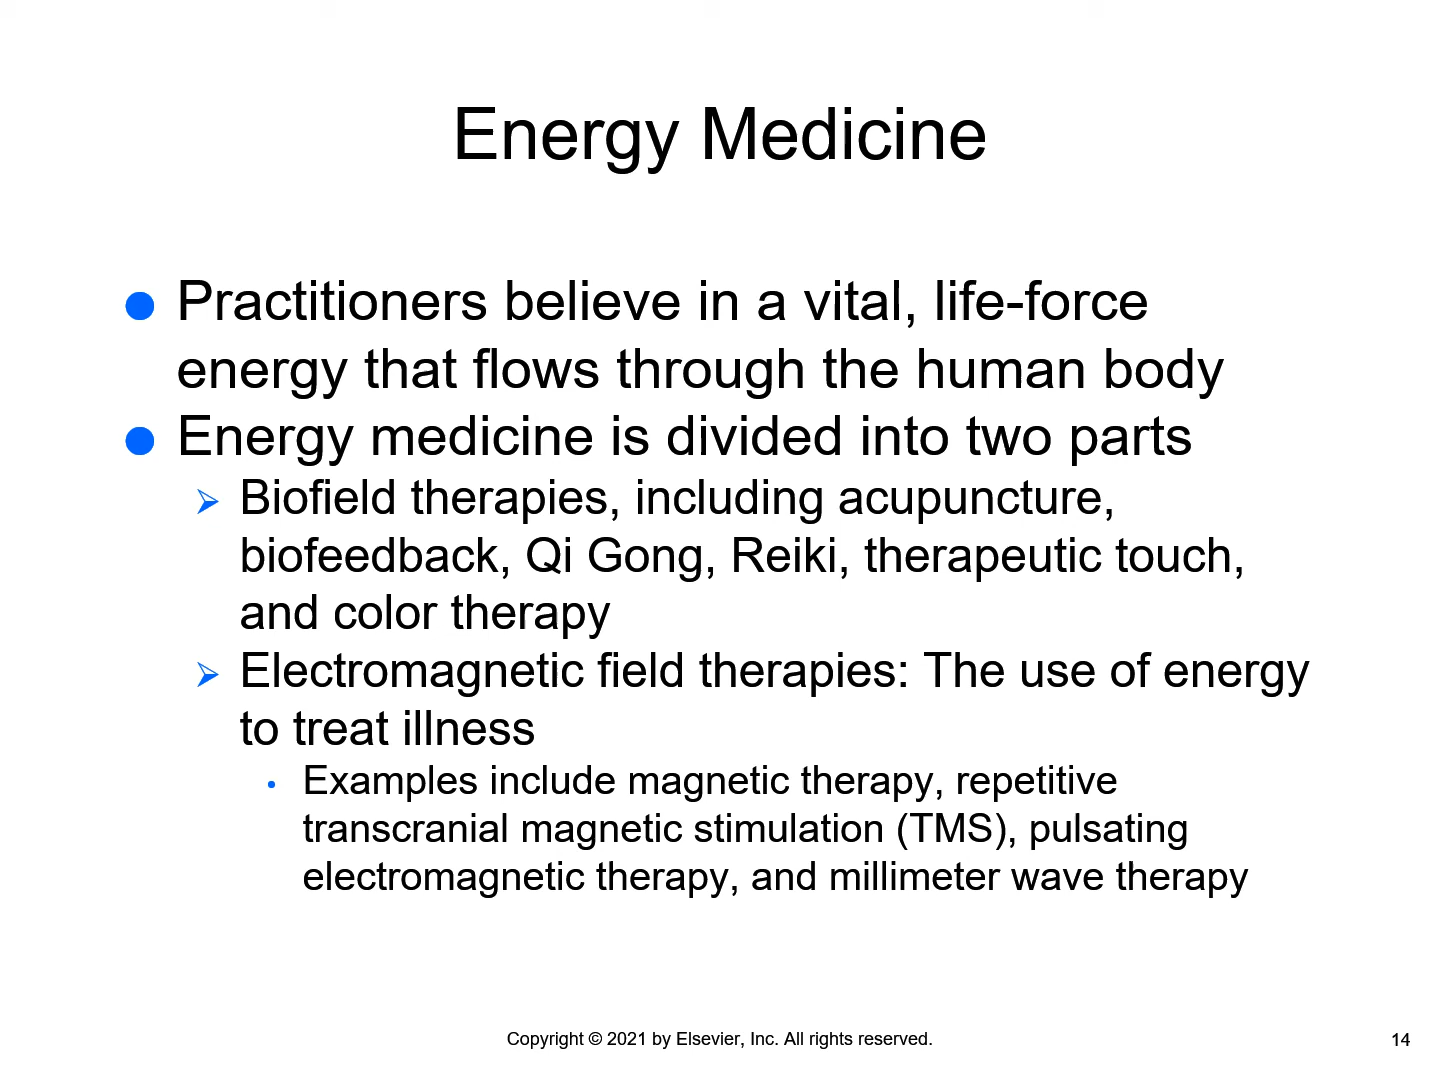 Energy Medicine
Practitioners believe in a vital, life-force
energy that flows through the human body
Energy medicine is divided into two parts
Biofield therapies, including acupuncture,
biofeedback, Qi Gong, Reiki, therapeutic touch,
and color therapy
Electromagnetic field therapies: The use of energy
to treat illness
Examples include magnetic therapy, repetitive
transcranial magnetic stimulation (TMS), pulsating
electromagnetic therapy, and millimeter wave therapy
Copyright © 2021 by Elsevier, Inc. All rights reserved.
14